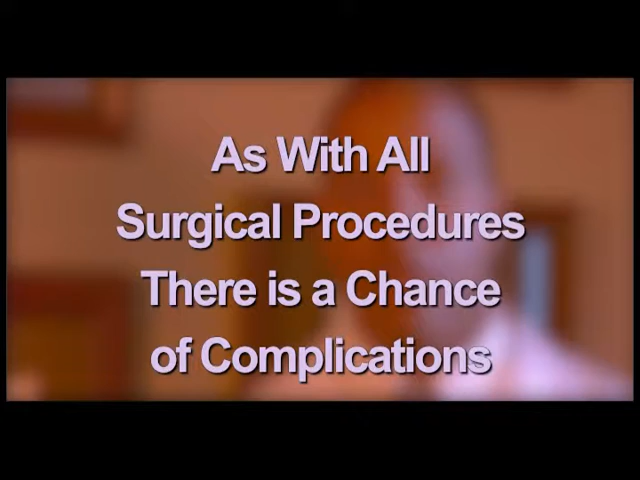 As With All
Surgical Procedures
There is a Chance
of Complications